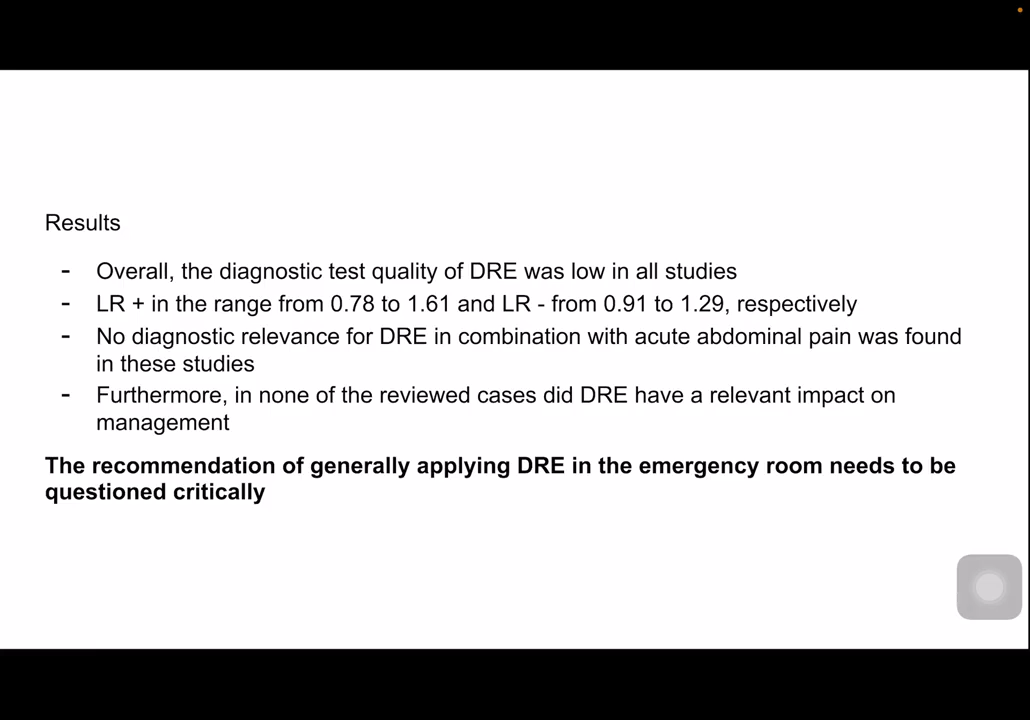 Results
- Overall, the diagnostic test quality of DRE was low in all studies
- LR + in the range from 0.78 to 1.61 and LR - from 0.91 to 1.29, respectively
- No diagnostic relevance for DRE in combination with acute abdominal pain was found
in these studies
- Furthermore, in none of the reviewed cases did DRE have a relevant impact on
management
The recommendation of generally applying DRE in the emergency room needs to be
questioned critically